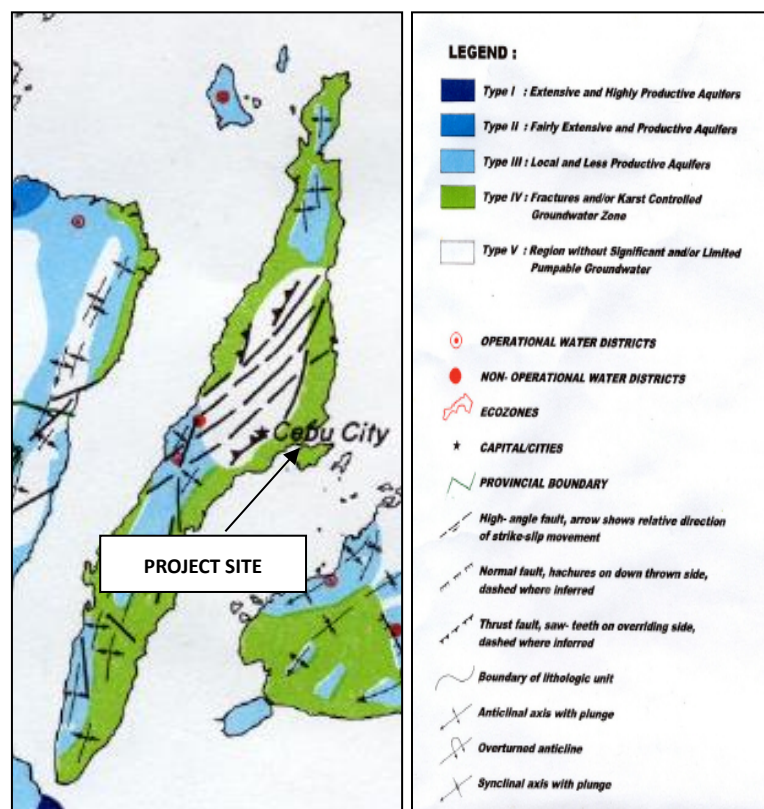 Cebu City
PROJECT SITE
LEGEND :
Type I : Extensive and Highly Productive Aquifers
Type II : Fairly Extensive and Productive Aquifers
Type III : Local and Less Productive Aquifers
Type IV : Fractures and/or Karst Controlled
Groundwater Zone
Type V : Region without Significant and/or Limited
Pumpable Groundwater
OPERATIONAL WATER DISTRICTS
NON- OPERATIONAL WATER DISTRICTS
ECOZONES
CAPITAL/CITIES
PROVINCIAL BOUNDARY
High- angle fault, arrow shows relative direction
of strike-slip movement
Normal fault, hachures on down thrown side,
dashed where inferred
Thrust fault, saw- teeth on overriding side,
dashed where inferred
Boundary of lithologic unit
Anticlinal axis with plunge
Overturned anticline
Synclinal axis with plunge